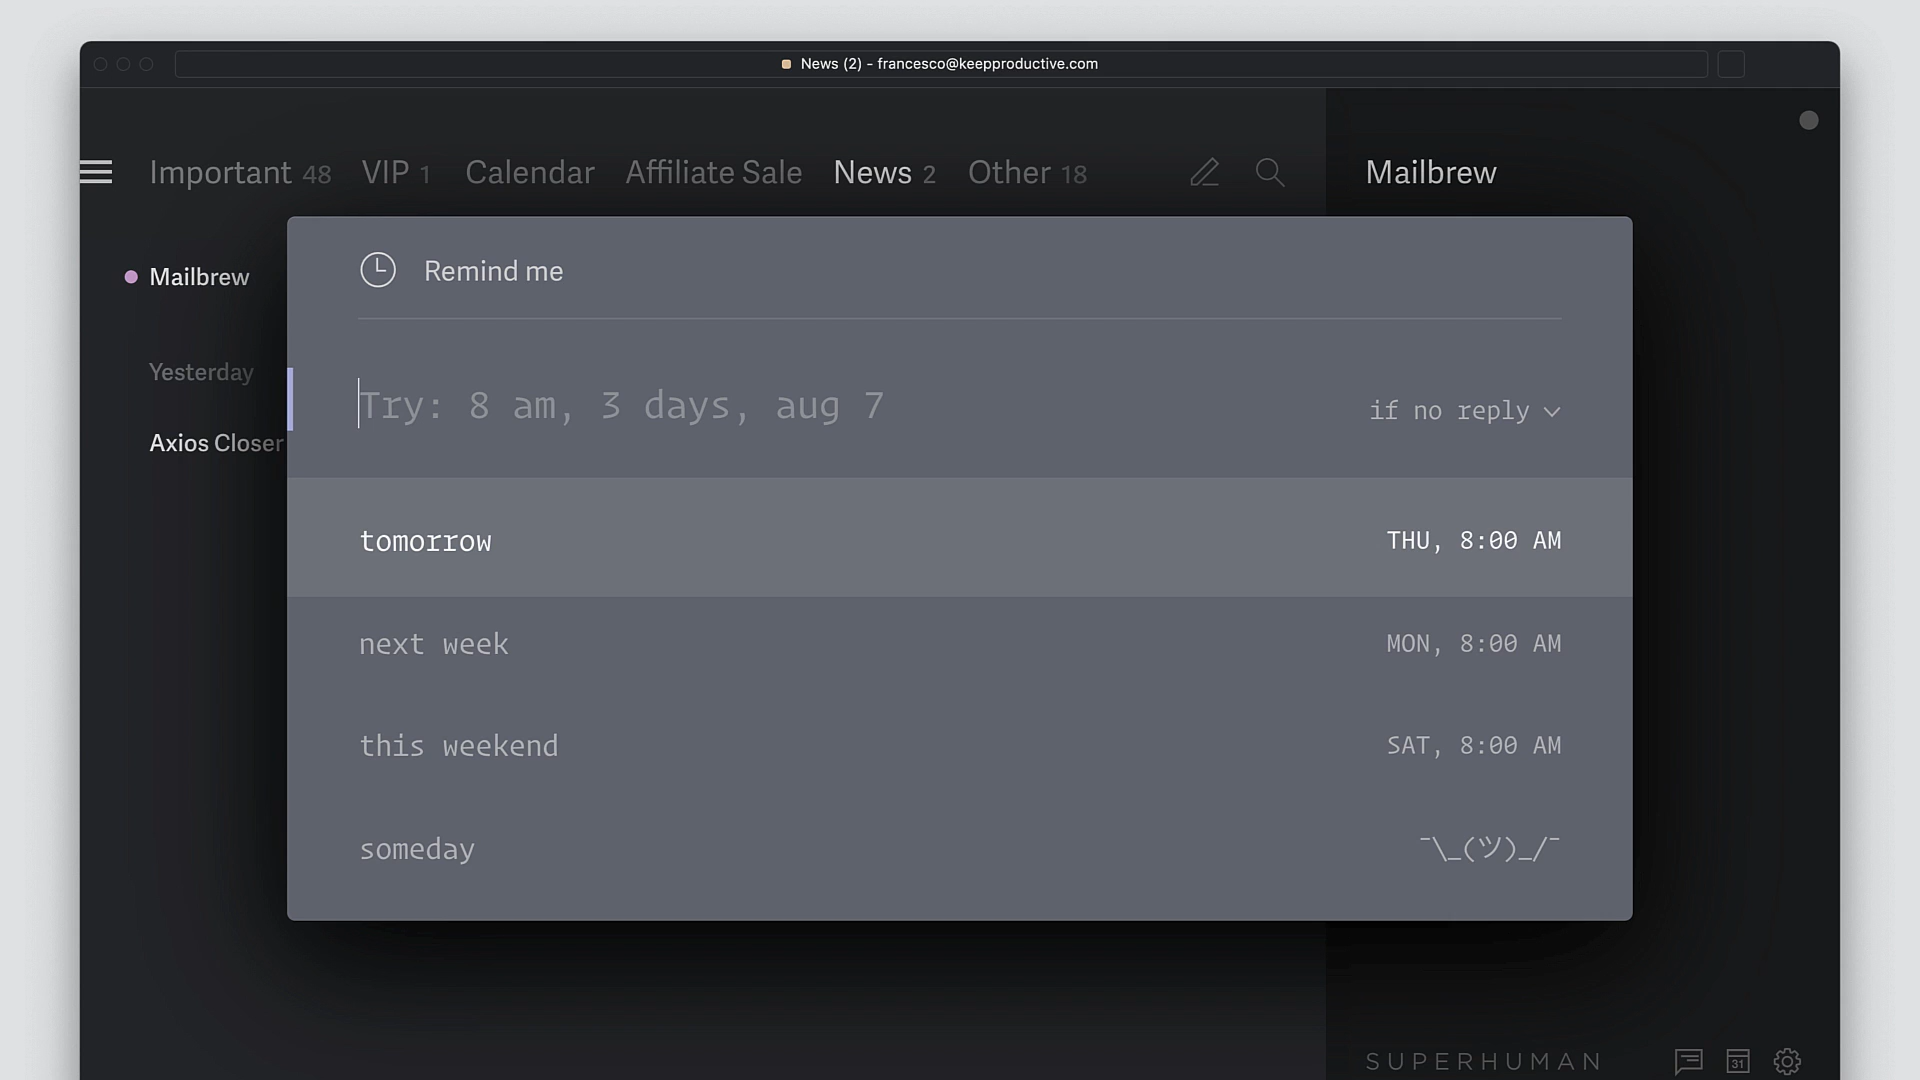 News (2) - francesco@keepproductive.com
Important 48 VIP 1 Calendar Affiliate Sale News 2 Other 18
Mailbrew
Mailbrew
Remind me
Yesterday
Try: 8 am, 3 days, aug 7
if no reply
Axios Closer
tomorrow THU, 8:00 AM
next week MON, 8:00 AM
this weekend SAT, 8:00 AM
someday ¯\_(ツ)_/¯
SUPERHUMAN
31